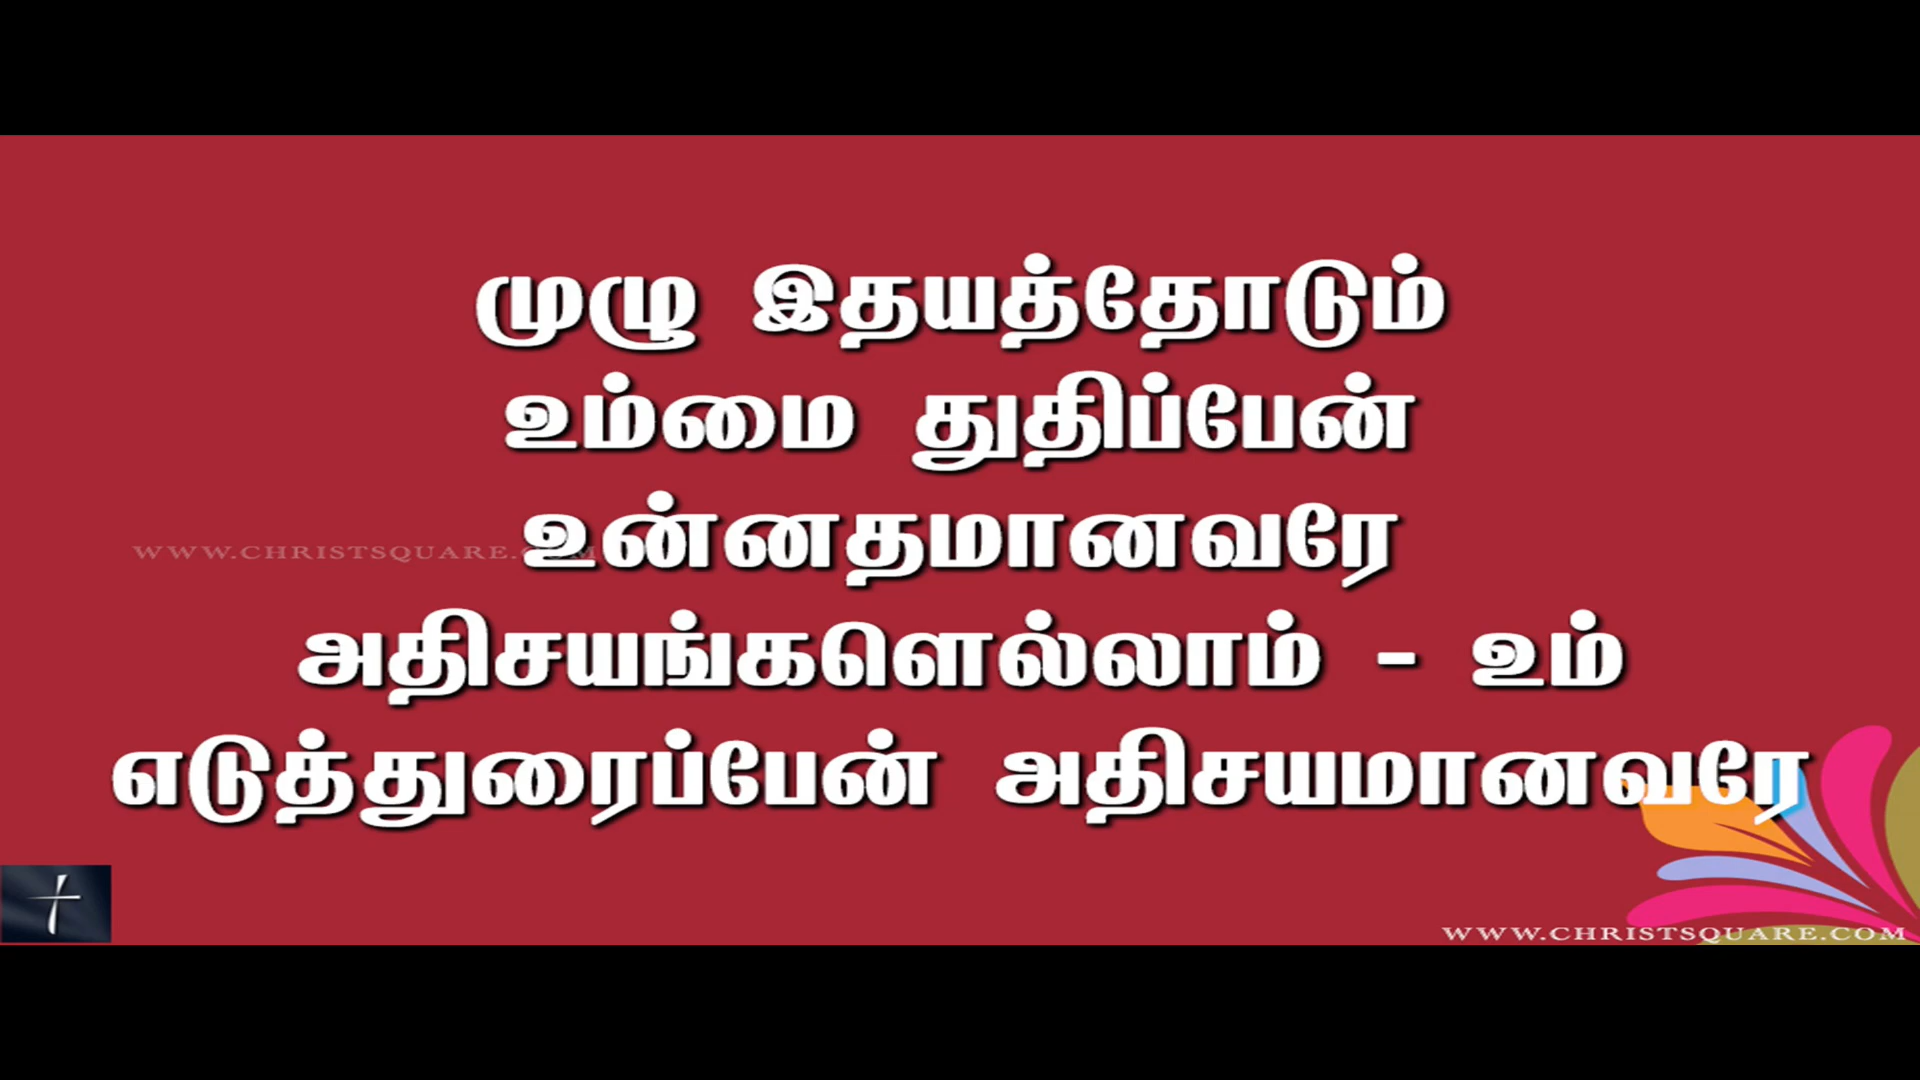 முழு இதயத்தோடும்
உம்மை துதிப்பேன்
உன்னதமானவரே
WWW.CHRISTSQUARE.COM
அதிசயங்களெல்லாம் - உம்
எடுத்துரைப்பேன் அதிசயமானவரே
WWW.CHRISTSQUARE.COM